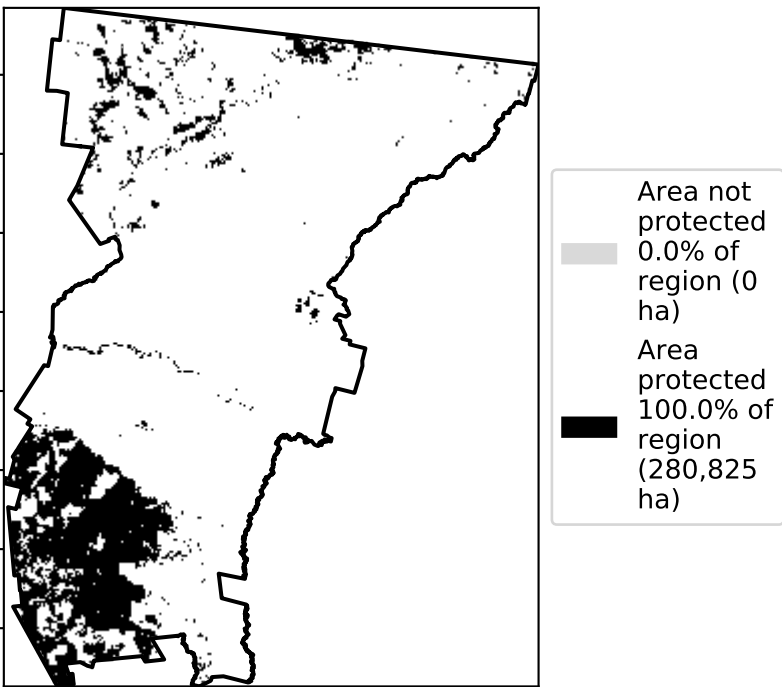 Area not
protected
0.0% of
region (0
ha)
Area
protected
100.0% of
region
(280,825
ha)